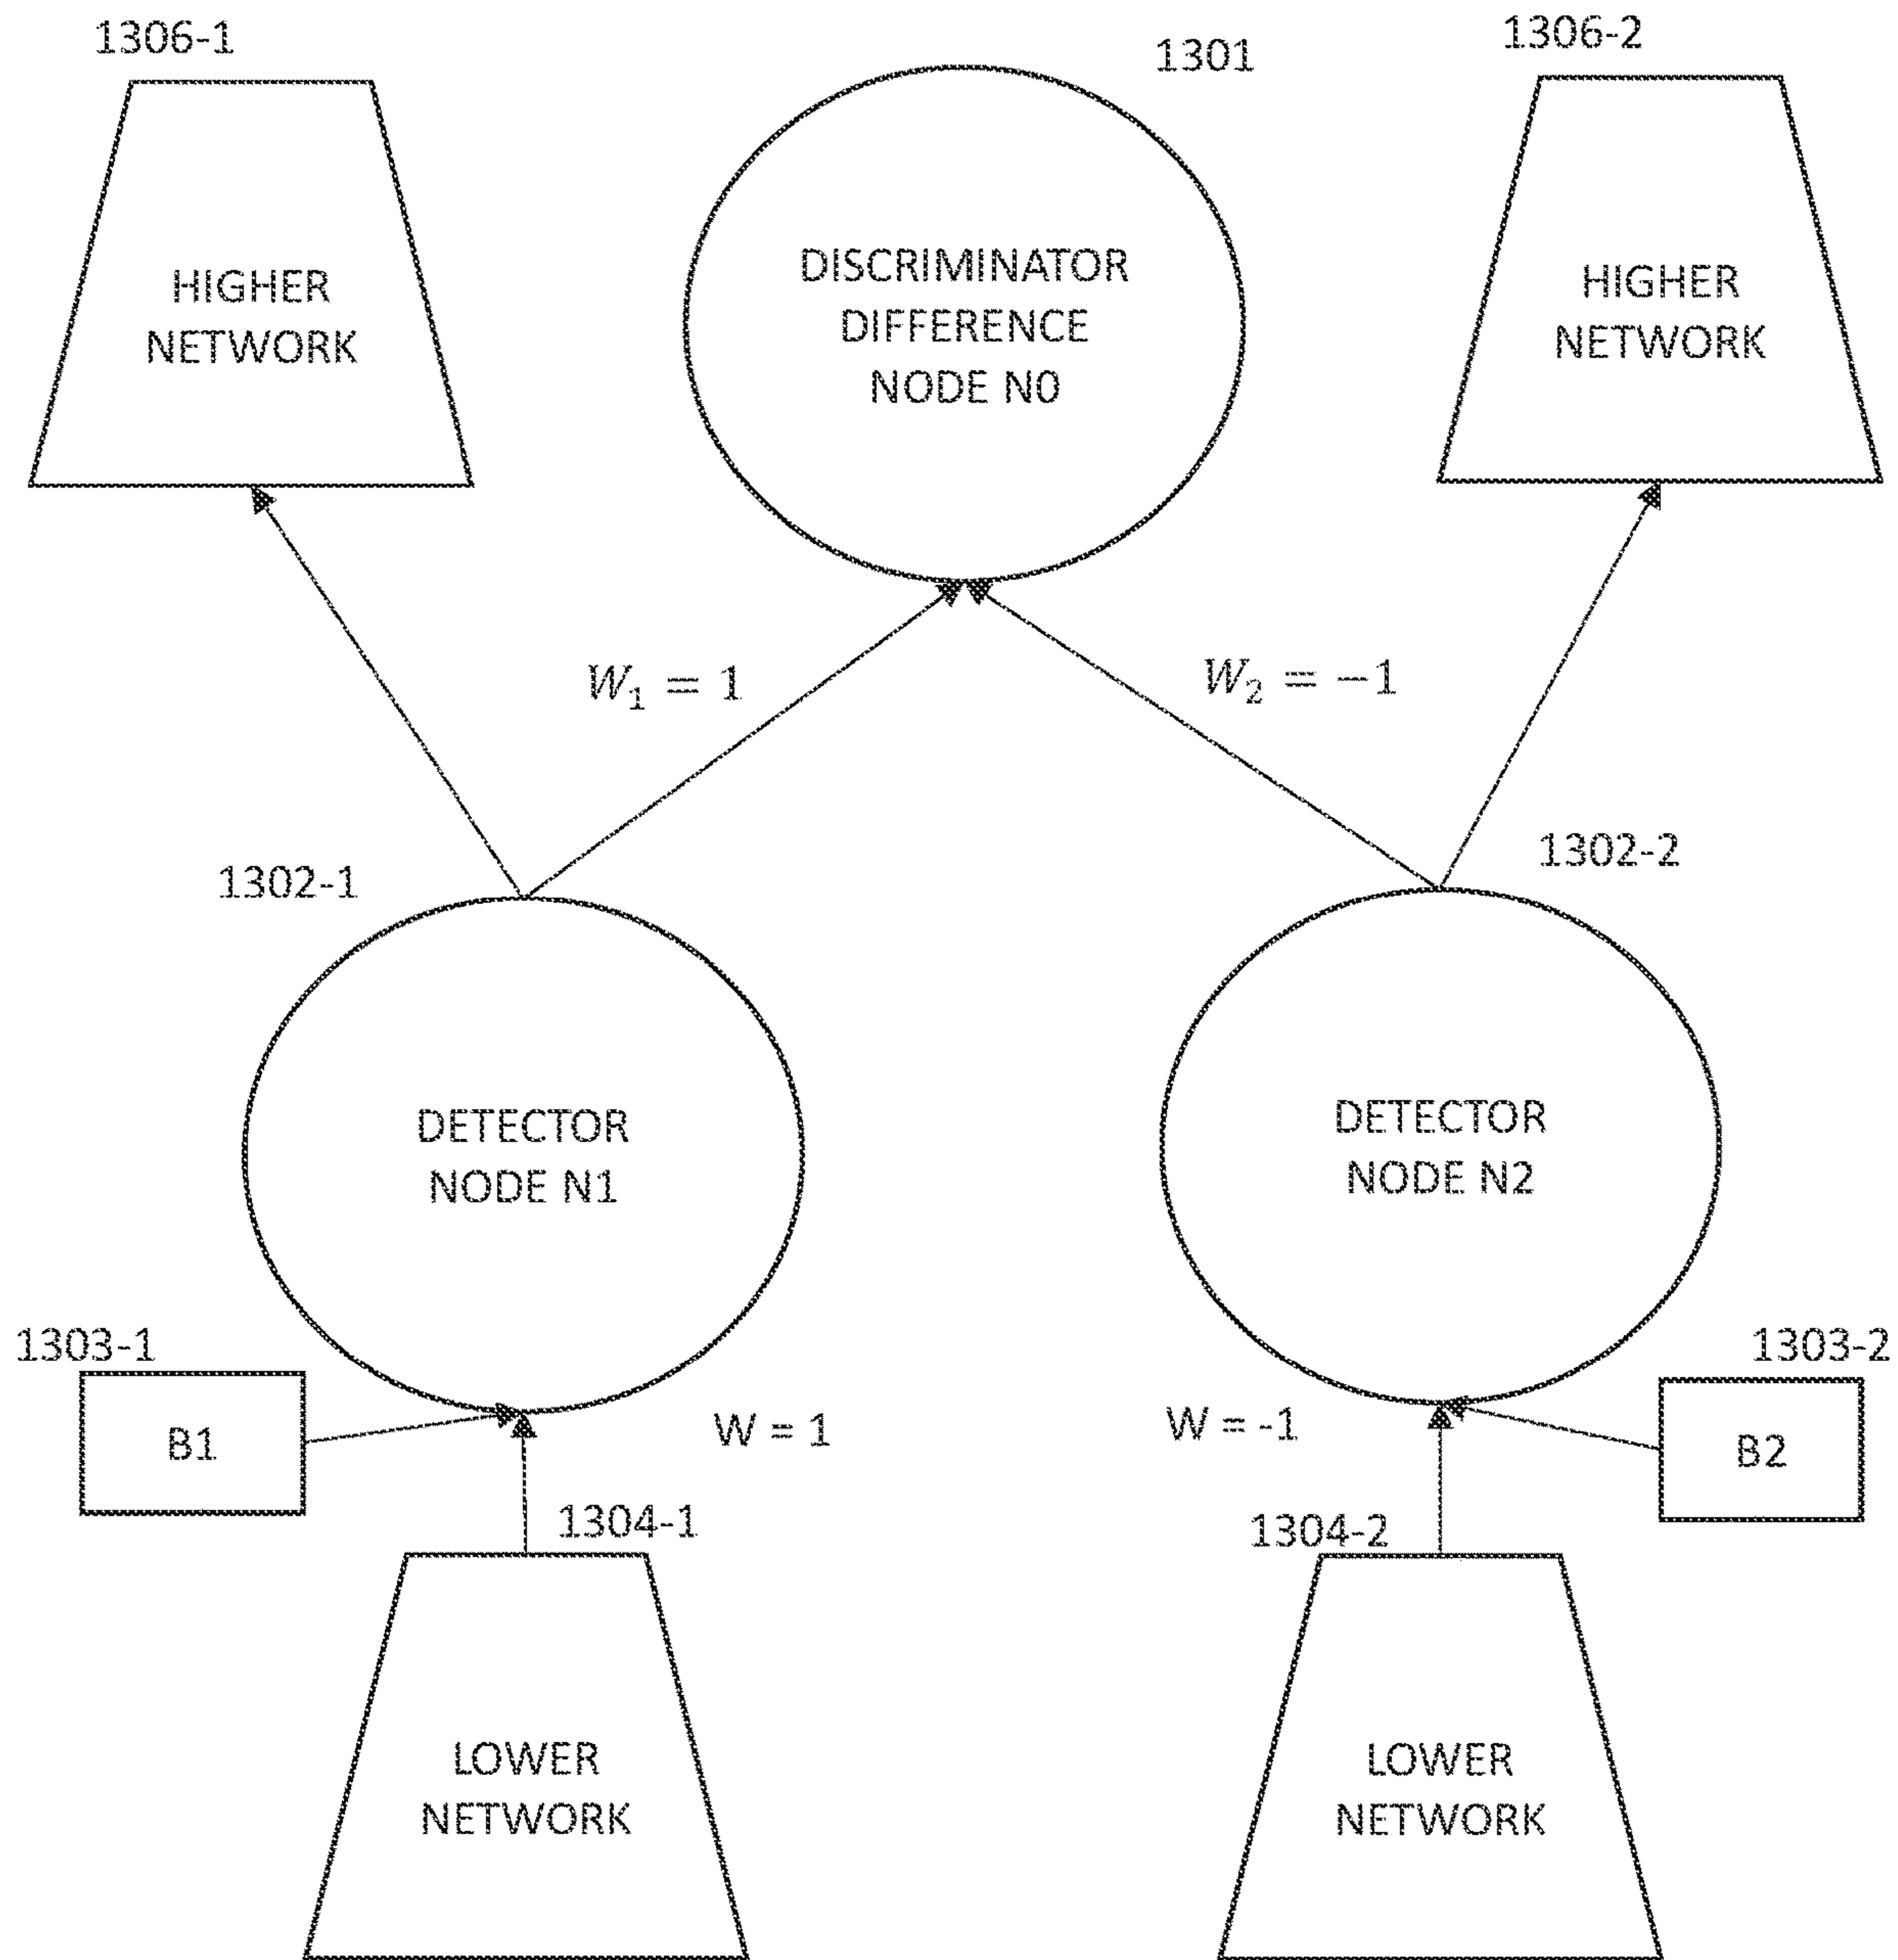 1306-1
1301
1306-2
HIGHER
NETWORK
DISCRIMINATOR
DIFFERENCE
NODE N0
HIGHER
NETWORK
W₁ = 1
W₂ = −1
1302-1
1302-2
DETECTOR
NODE N1
DETECTOR
NODE N2
1303-1
1303-2
B1
W = 1
W = -1
B2
1304-1
1304-2
LOWER
NETWORK
LOWER
NETWORK